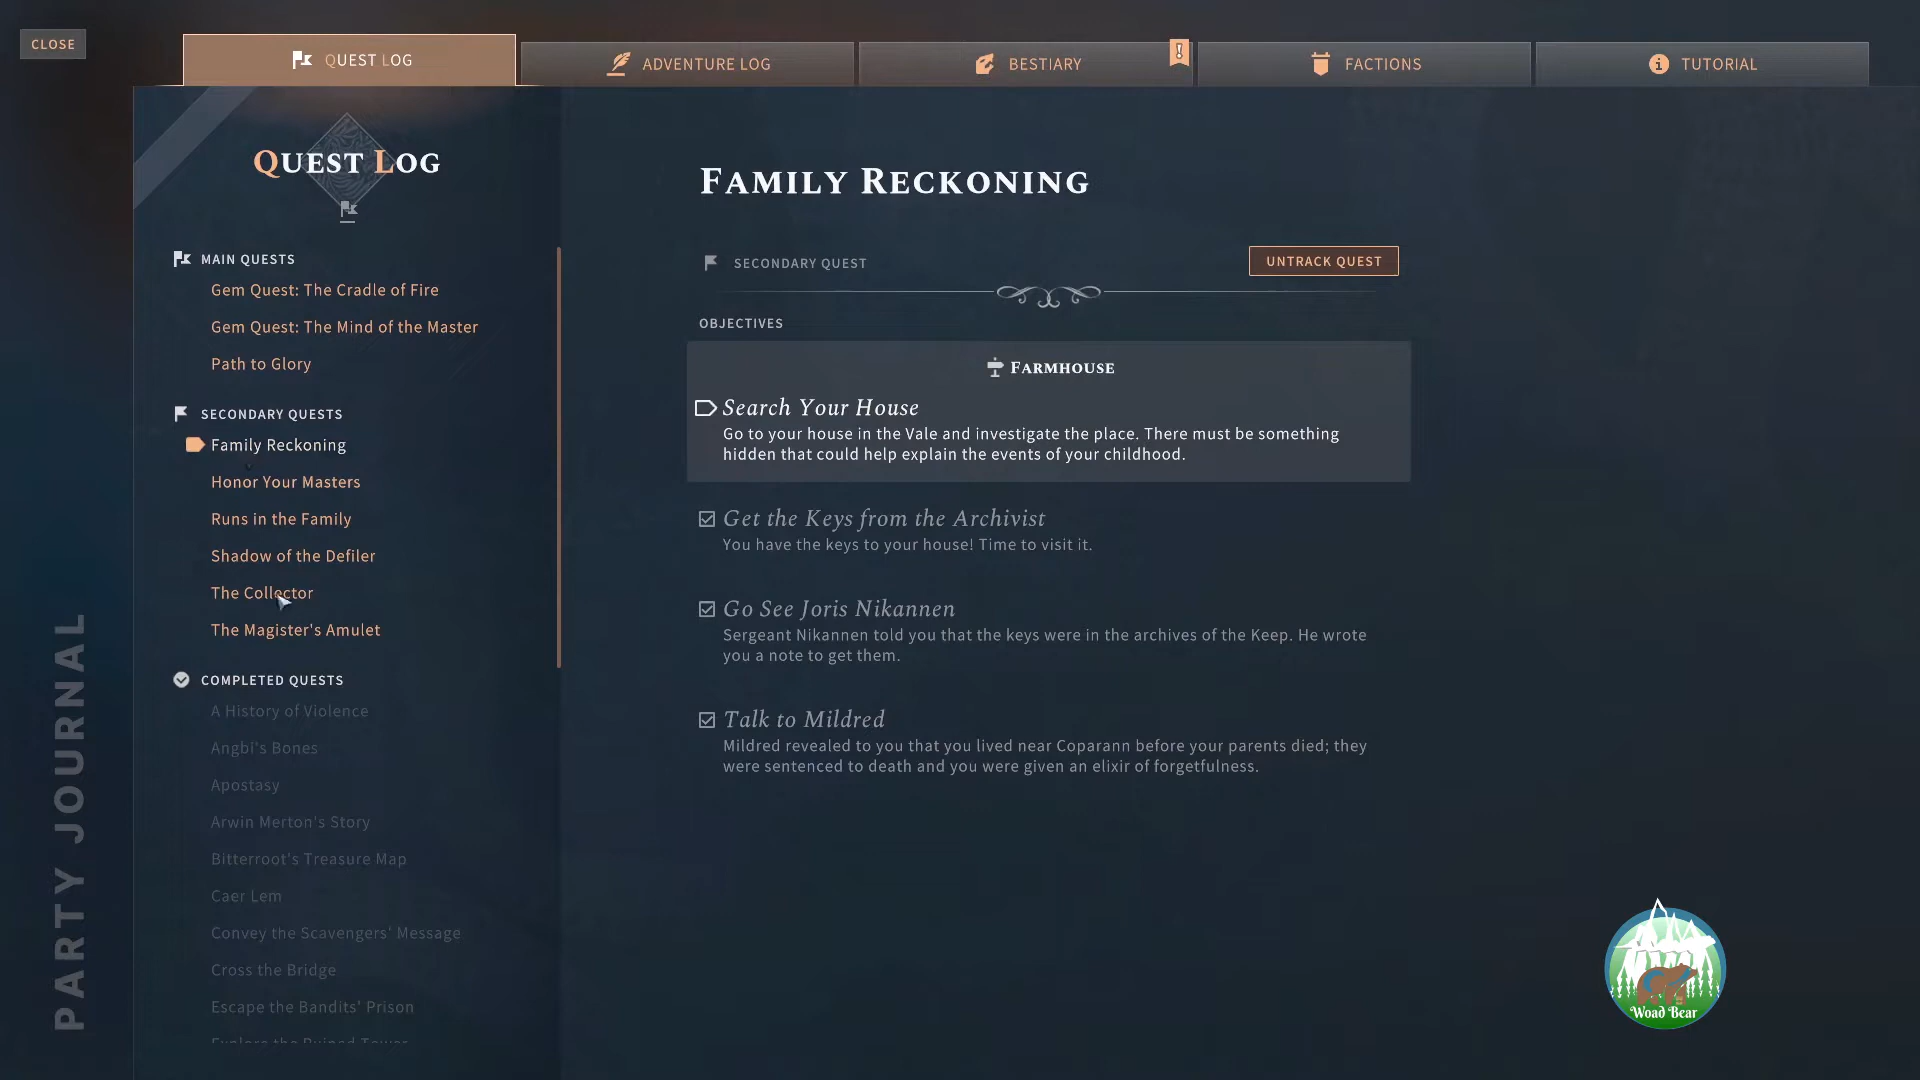 CLOSE
QUEST LOG
ADVENTURE LOG
BESTIARY
FACTIONS
TUTORIAL
QUEST LOG
MAIN QUESTS
Gem Quest: The Cradle of Fire
Gem Quest: The Mind of the Master
Path to Glory
SECONDARY QUESTS
Family Reckoning
Honor Your Masters
Runs in the Family
Shadow of the Defiler
The Collector
The Magister's Amulet
COMPLETED QUESTS
A History of Violence
Angbi's Bones
Apostasy
Arwin Merton's Story
Bitterroot's Treasure Map
Caer Lem
Convey the Scavengers' Message
Cross the Bridge
Escape the Bandits' Prison
Explore the Ruined Tower
PARTY JOURNAL
FAMILY RECKONING
SECONDARY QUEST
UNTRACK QUEST
OBJECTIVES
FARMHOUSE
Search Your House
Go to your house in the Vale and investigate the place. There must be something
hidden that could help explain the events of your childhood.
Get the Keys from the Archivist
You have the keys to your house! Time to visit it.
Go See Joris Nikannen
Sergeant Nikannen told you that the keys were in the archives of the Keep. He wrote
you a note to get them.
Talk to Mildred
Mildred revealed to you that you lived near Coparann before your parents died; they
were sentenced to death and you were given an elixir of forgetfulness.
Woad Bear